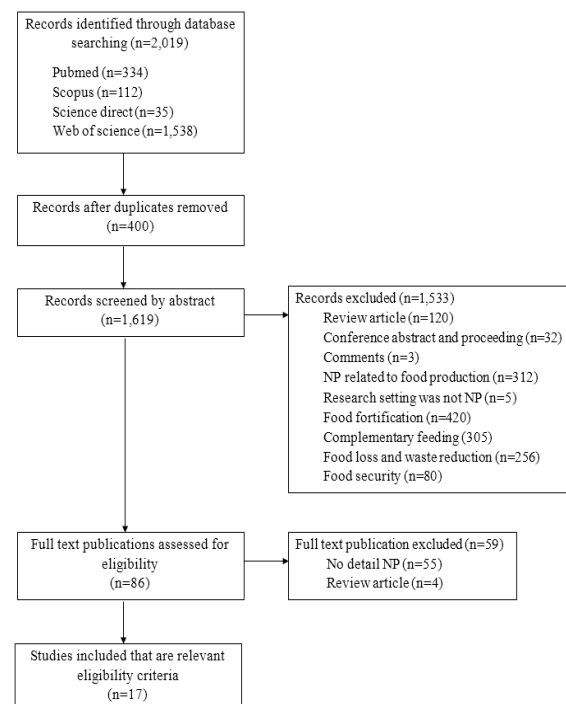 Records identified through database
searching (n=2,019)
Pubmed (n=334)
Scopus (n=112)
Science direct (n=35)
Web of science (n=1,538)
Records after duplicates removed
(n=400)
Records screened by abstract
(n=1,619)
Records excluded (n=1,533)
Review article (n=120)
Conference abstract and proceeding (n=32)
Comments (n=3)
NP related to food production (n=312)
Research setting was not NP (n=5)
Food fortification (n=420)
Complementary feeding (305)
Food loss and waste reduction (n=256)
Food security (n=80)
Full text publications assessed for
eligibility
(n=86)
Full text publication excluded (n=59)
No detail NP (n=55)
Review article (n=4)
Studies included that are relevant
eligibility criteria
(n=17)